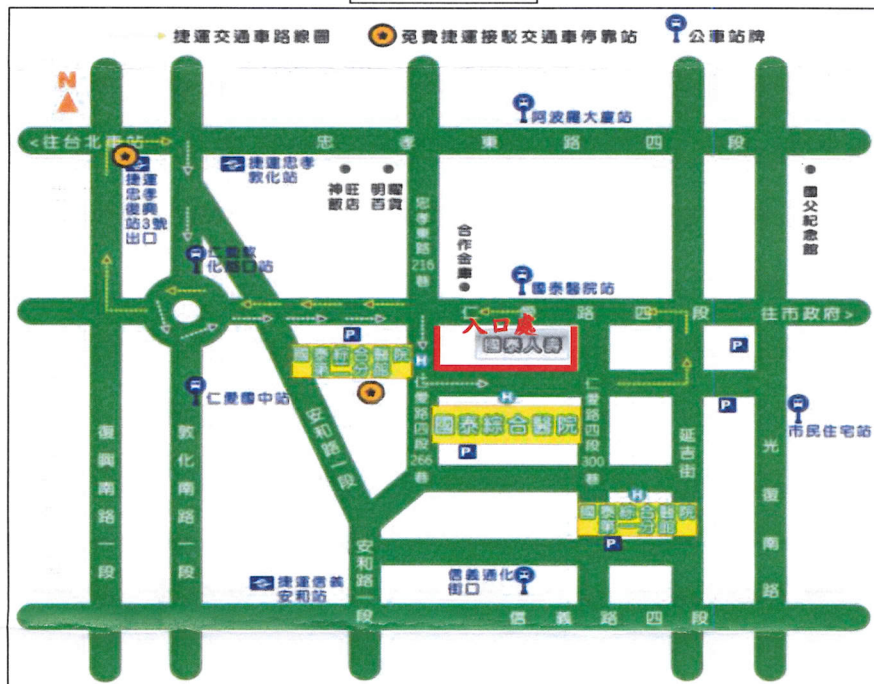 捷運交通車路線圖
免費捷運接駁交通車停靠站
公車站牌
N
阿波羅大廈站
<往台北車站
忠孝東路四段
捷運
忠孝
復興
站3號
出口
捷運忠孝
敦化站
神旺
飯店
明曜
百貨
忠孝東路216巷
合作金庫
國父紀念館
仁愛敦
化路口站
國泰醫院站
仁愛路四段
往市政府>
入口處
國泰人壽
P
國泰綜合醫院
第一分館
H
P
仁愛國中站
H
P
仁愛路四段266巷
國泰綜合醫院
P
仁愛路四段300巷
市民住宅站
復興南路一段
敦化南路一段
安和路一段
延吉街
光復南路
H
國泰綜合醫院
第一分館
P
安和路一段
捷運信義
安和站
信義通化
街口
信義路四段